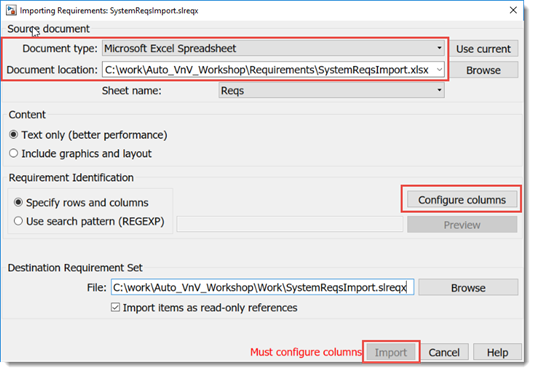 Importing Requirements: SystemReqsImport.slreqx
Source document
Document type: Microsoft Excel Spreadsheet Use current
Document location: C:\work\Auto_VnV_Workshop\Requirements\SystemReqsImport.xlsx Browse
Sheet name: Reqs
Content
Text only (better performance)
Include graphics and layout
Requirement Identification
Specify rows and columns Configure columns
Use search pattern (REGEXP) Preview
Destination Requirement Set
File: C:\work\Auto_VnV_Workshop\Work\SystemReqsImport.slreqx Browse
Import items as read-only references
Must configure columns Import Cancel Help